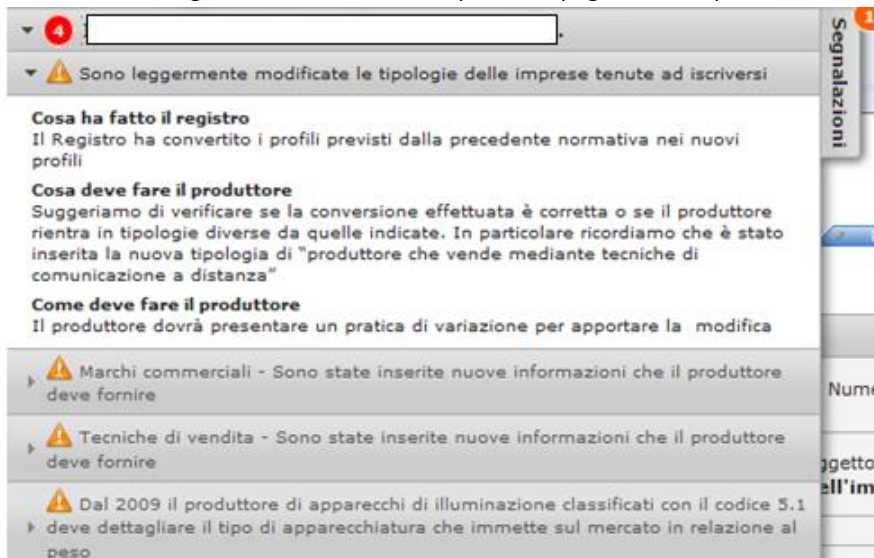 4
Sono leggermente modificate le tipologie delle imprese tenute ad iscriversi
Cosa ha fatto il registro
Il Registro ha convertito i profili previsti dalla precedente normativa nei nuovi
profili
Cosa deve fare il produttore
Suggeriamo di verificare se la conversione effettuata è corretta o se il produttore
rientra in tipologie diverse da quelle indicate. In particolare ricordiamo che è stato
inserita la nuova tipologia di “produttore che vende mediante tecniche di
comunicazione a distanza”
Come deve fare il produttore
Il produttore dovrà presentare un pratica di variazione per apportare la modifica
Marchi commerciali - Sono state inserite nuove informazioni che il produttore
deve fornire
Tecniche di vendita - Sono state inserite nuove informazioni che il produttore
deve fornire
Dal 2009 il produttore di apparecchi di illuminazione classificati con il codice 5.1
deve dettagliare il tipo di apparecchiatura che immette sul mercato in relazione al
peso
Segnalazioni
1